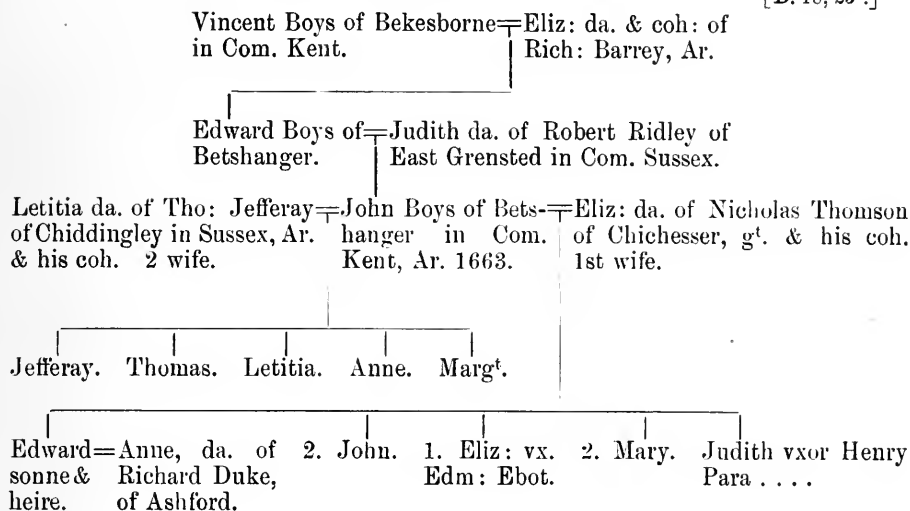 Vincent Boys of Bekesborne=Eliz: da. & coh: of
in Com. Kent. Rich: Barrey, Ar.
Edward Boys of=Judith da. of Robert Ridley of
Betshanger. East Grensted in Com. Sussex.
Letitia da. of Tho: Jefferay=John Boys of Bets-=Eliz: da. of Nicholas Thomson
of Chiddingley in Sussex, Ar. hanger in Com. of Chichesser, gᵗ. & his coh.
& his coh. 2 wife. Kent, Ar. 1663. 1st wife.
Jefferay. Thomas. Letitia. Anne. Margᵗ.
Edward=Anne, da. of 2. John. 1. Eliz: vx. 2. Mary. Judith vxor Henry
sonne & Richard Duke, Edm: Ebot. Para . . . .
heire. of Ashford.